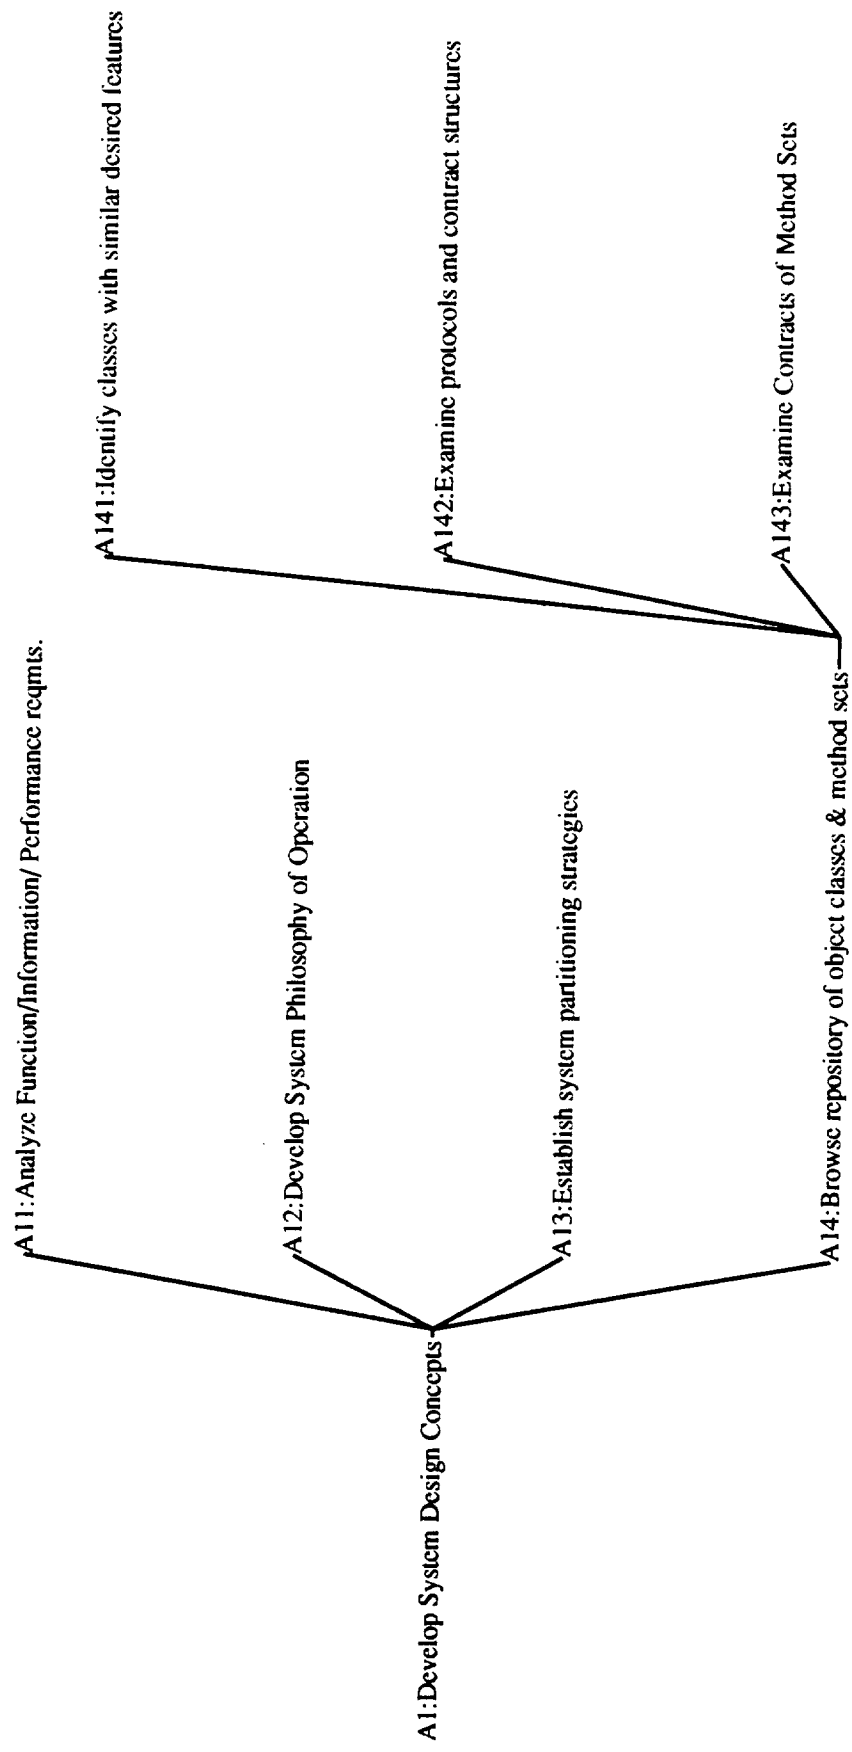 A1:Develop System Design Concepts
A11:Analyze Function/Information/ Performance reqmts.
A12:Develop System Philosophy of Operation
A13:Establish system partitioning strategies
A14:Browse repository of object classes & method sets
A141:Identify classes with similar desired features
A142:Examine protocols and contract structures
A143:Examine Contracts of Method Sets